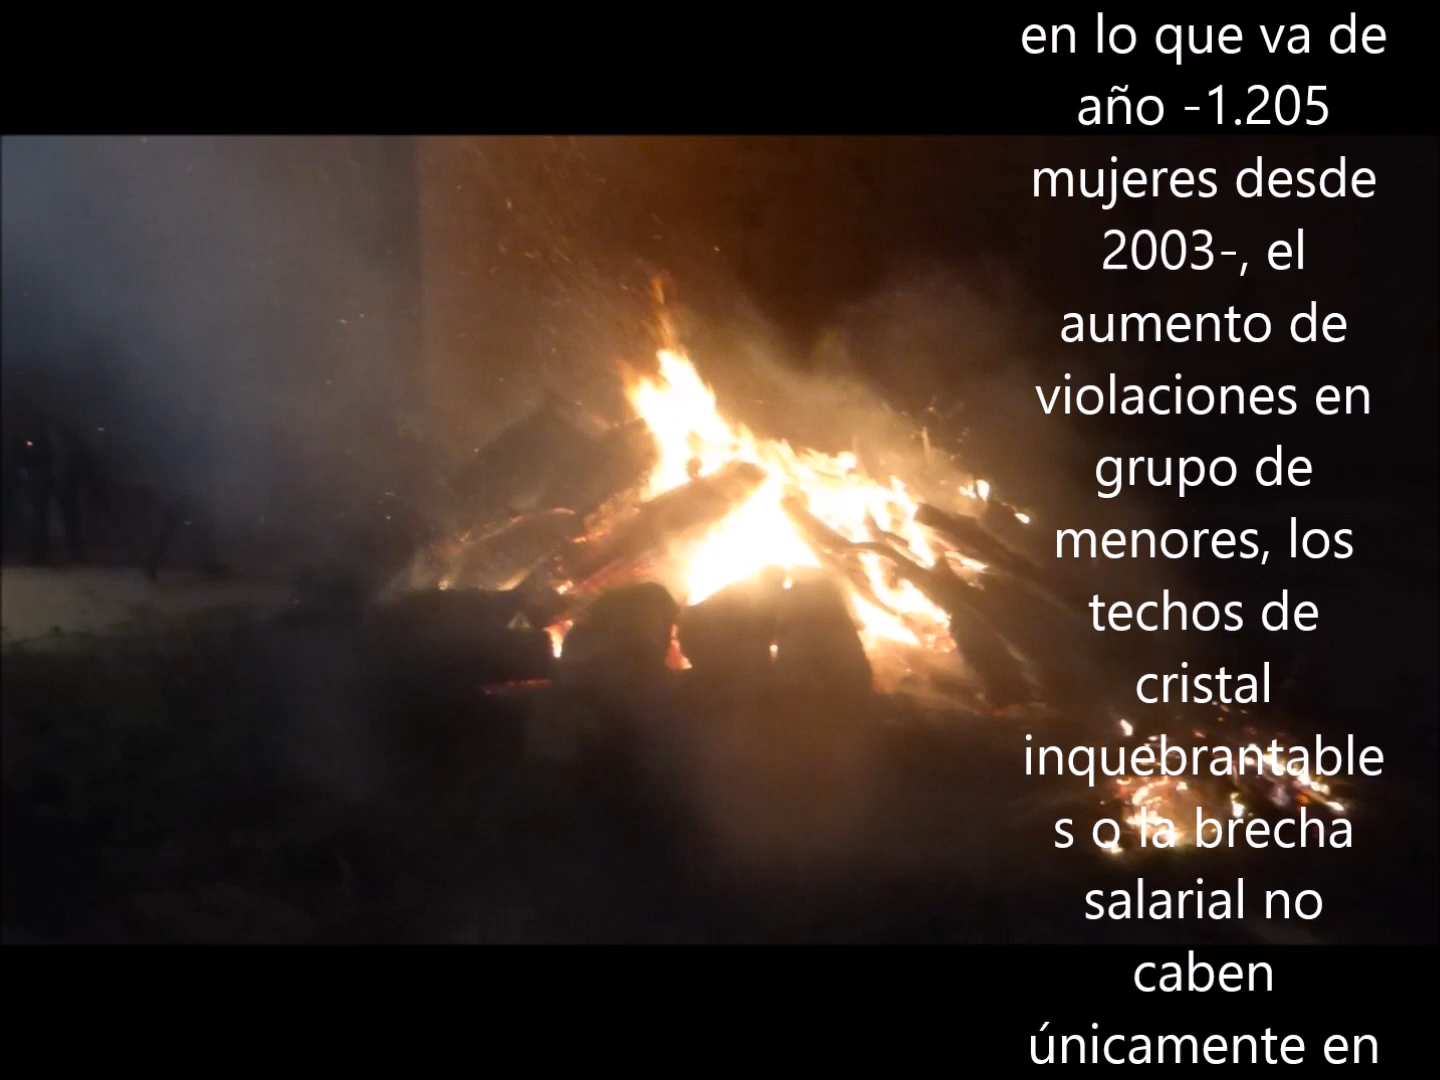 en lo que va de
año -1.205
mujeres desde
2003-, el
aumento de
violaciones en
grupo de
menores, los
techos de
cristal
inquebrantable
s o la brecha
salarial no
caben
únicamente en